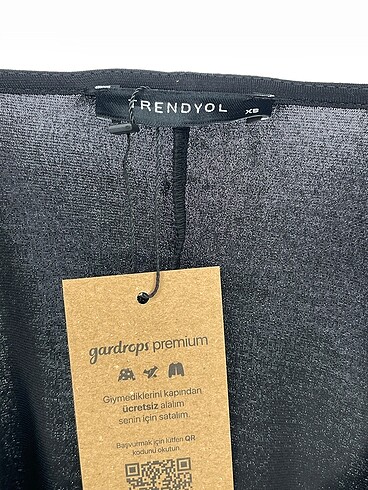 TRENDYOL
XS
gardrops premium
Giymediklerini kapından
ücretsiz alalım
senin için satalım.
Başvurmak için lütfen QR
kodunu okutun